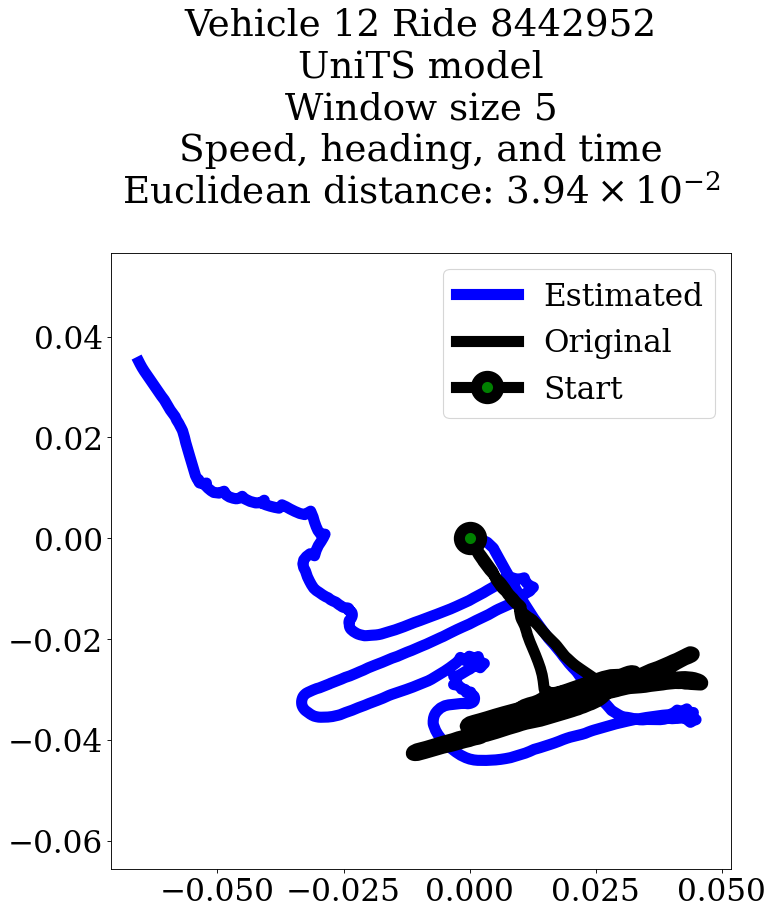 Vehicle 12 Ride 8442952
UniTS model
Window size 5
Speed, heading, and time
Euclidean distance: 3.94 × 10⁻²
Estimated
Original
Start
0.04
0.02
0.00
−0.02
−0.04
−0.06
−0.050 −0.025 0.000 0.025 0.050